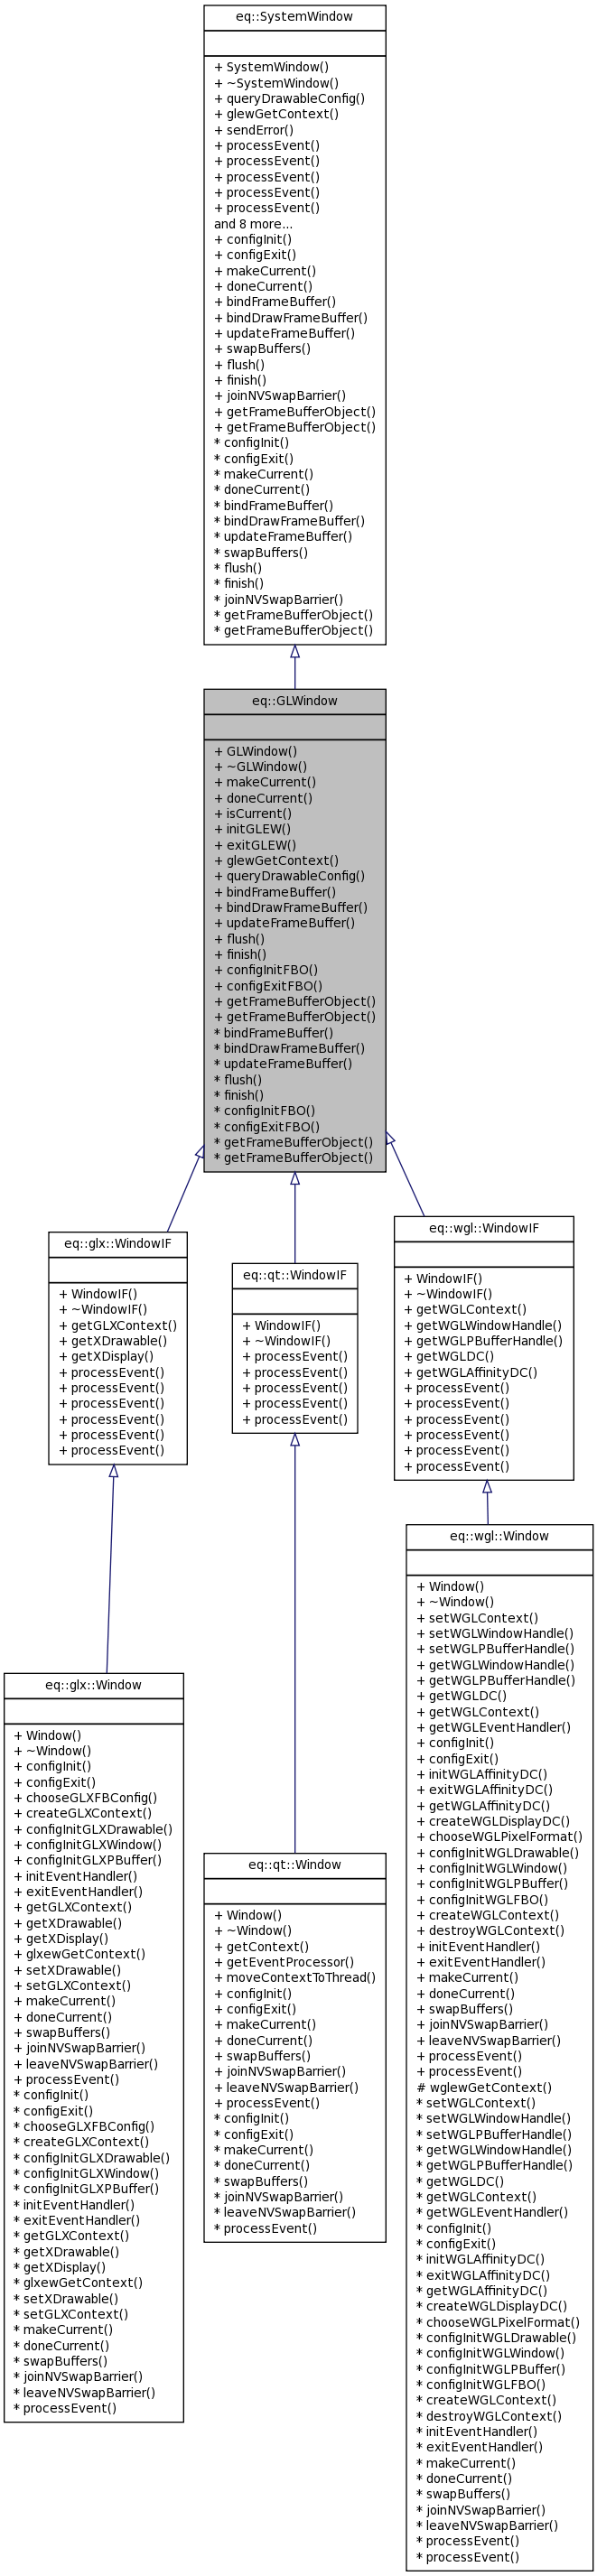 eq::SystemWindow
+ SystemWindow()
+ ~SystemWindow()
+ queryDrawableConfig()
+ glewGetContext()
+ sendError()
+ processEvent()
+ processEvent()
+ processEvent()
+ processEvent()
+ processEvent()
and 8 more...
+ configInit()
+ configExit()
+ makeCurrent()
+ doneCurrent()
+ bindFrameBuffer()
+ bindDrawFrameBuffer()
+ updateFrameBuffer()
+ swapBuffers()
+ flush()
+ finish()
+ joinNVSwapBarrier()
+ getFrameBufferObject()
+ getFrameBufferObject()
* configInit()
* configExit()
* makeCurrent()
* doneCurrent()
* bindFrameBuffer()
* bindDrawFrameBuffer()
* updateFrameBuffer()
* swapBuffers()
* flush()
* finish()
* joinNVSwapBarrier()
* getFrameBufferObject()
* getFrameBufferObject()
eq::GLWindow
+ GLWindow()
+ ~GLWindow()
+ makeCurrent()
+ doneCurrent()
+ isCurrent()
+ initGLEW()
+ exitGLEW()
+ glewGetContext()
+ queryDrawableConfig()
+ bindFrameBuffer()
+ bindDrawFrameBuffer()
+ updateFrameBuffer()
+ flush()
+ finish()
+ configInitFBO()
+ configExitFBO()
+ getFrameBufferObject()
+ getFrameBufferObject()
* bindFrameBuffer()
* bindDrawFrameBuffer()
* updateFrameBuffer()
* flush()
* finish()
* configInitFBO()
* configExitFBO()
* getFrameBufferObject()
* getFrameBufferObject()
eq::glx::WindowIF
+ WindowIF()
+ ~WindowIF()
+ getGLXContext()
+ getXDrawable()
+ getXDisplay()
+ processEvent()
+ processEvent()
+ processEvent()
+ processEvent()
+ processEvent()
+ processEvent()
eq::qt::WindowIF
+ WindowIF()
+ ~WindowIF()
+ processEvent()
+ processEvent()
+ processEvent()
+ processEvent()
+ processEvent()
eq::wgl::WindowIF
+ WindowIF()
+ ~WindowIF()
+ getWGLContext()
+ getWGLWindowHandle()
+ getWGLPBufferHandle()
+ getWGLDC()
+ getWGLAffinityDC()
+ processEvent()
+ processEvent()
+ processEvent()
+ processEvent()
+ processEvent()
+ processEvent()
eq::glx::Window
+ Window()
+ ~Window()
+ configInit()
+ configExit()
+ chooseGLXFBConfig()
+ createGLXContext()
+ configInitGLXDrawable()
+ configInitGLXWindow()
+ configInitGLXPBuffer()
+ initEventHandler()
+ exitEventHandler()
+ getGLXContext()
+ getXDrawable()
+ getXDisplay()
+ glxewGetContext()
+ setXDrawable()
+ setGLXContext()
+ makeCurrent()
+ doneCurrent()
+ swapBuffers()
+ joinNVSwapBarrier()
+ leaveNVSwapBarrier()
+ processEvent()
* configInit()
* configExit()
* chooseGLXFBConfig()
* createGLXContext()
* configInitGLXDrawable()
* configInitGLXWindow()
* configInitGLXPBuffer()
* initEventHandler()
* exitEventHandler()
* getGLXContext()
* getXDrawable()
* getXDisplay()
* glxewGetContext()
* setXDrawable()
* setGLXContext()
* makeCurrent()
* doneCurrent()
* swapBuffers()
* joinNVSwapBarrier()
* leaveNVSwapBarrier()
* processEvent()
eq::qt::Window
+ Window()
+ ~Window()
+ getContext()
+ getEventProcessor()
+ moveContextToThread()
+ configInit()
+ configExit()
+ makeCurrent()
+ doneCurrent()
+ swapBuffers()
+ joinNVSwapBarrier()
+ leaveNVSwapBarrier()
+ processEvent()
* configInit()
* configExit()
* makeCurrent()
* doneCurrent()
* swapBuffers()
* joinNVSwapBarrier()
* leaveNVSwapBarrier()
* processEvent()
eq::wgl::Window
+ Window()
+ ~Window()
+ setWGLContext()
+ setWGLWindowHandle()
+ setWGLPBufferHandle()
+ getWGLWindowHandle()
+ getWGLPBufferHandle()
+ getWGLDC()
+ getWGLContext()
+ getWGLEventHandler()
+ configInit()
+ configExit()
+ initWGLAffinityDC()
+ exitWGLAffinityDC()
+ getWGLAffinityDC()
+ createWGLDisplayDC()
+ chooseWGLPixelFormat()
+ configInitWGLDrawable()
+ configInitWGLWindow()
+ configInitWGLPBuffer()
+ configInitWGLFBO()
+ createWGLContext()
+ destroyWGLContext()
+ initEventHandler()
+ exitEventHandler()
+ makeCurrent()
+ doneCurrent()
+ swapBuffers()
+ joinNVSwapBarrier()
+ leaveNVSwapBarrier()
+ processEvent()
+ processEvent()
# wglewGetContext()
* setWGLContext()
* setWGLWindowHandle()
* setWGLPBufferHandle()
* getWGLWindowHandle()
* getWGLPBufferHandle()
* getWGLDC()
* getWGLContext()
* getWGLEventHandler()
* configInit()
* configExit()
* initWGLAffinityDC()
* exitWGLAffinityDC()
* getWGLAffinityDC()
* createWGLDisplayDC()
* chooseWGLPixelFormat()
* configInitWGLDrawable()
* configInitWGLWindow()
* configInitWGLPBuffer()
* configInitWGLFBO()
* createWGLContext()
* destroyWGLContext()
* initEventHandler()
* exitEventHandler()
* makeCurrent()
* doneCurrent()
* swapBuffers()
* joinNVSwapBarrier()
* leaveNVSwapBarrier()
* processEvent()
* processEvent()